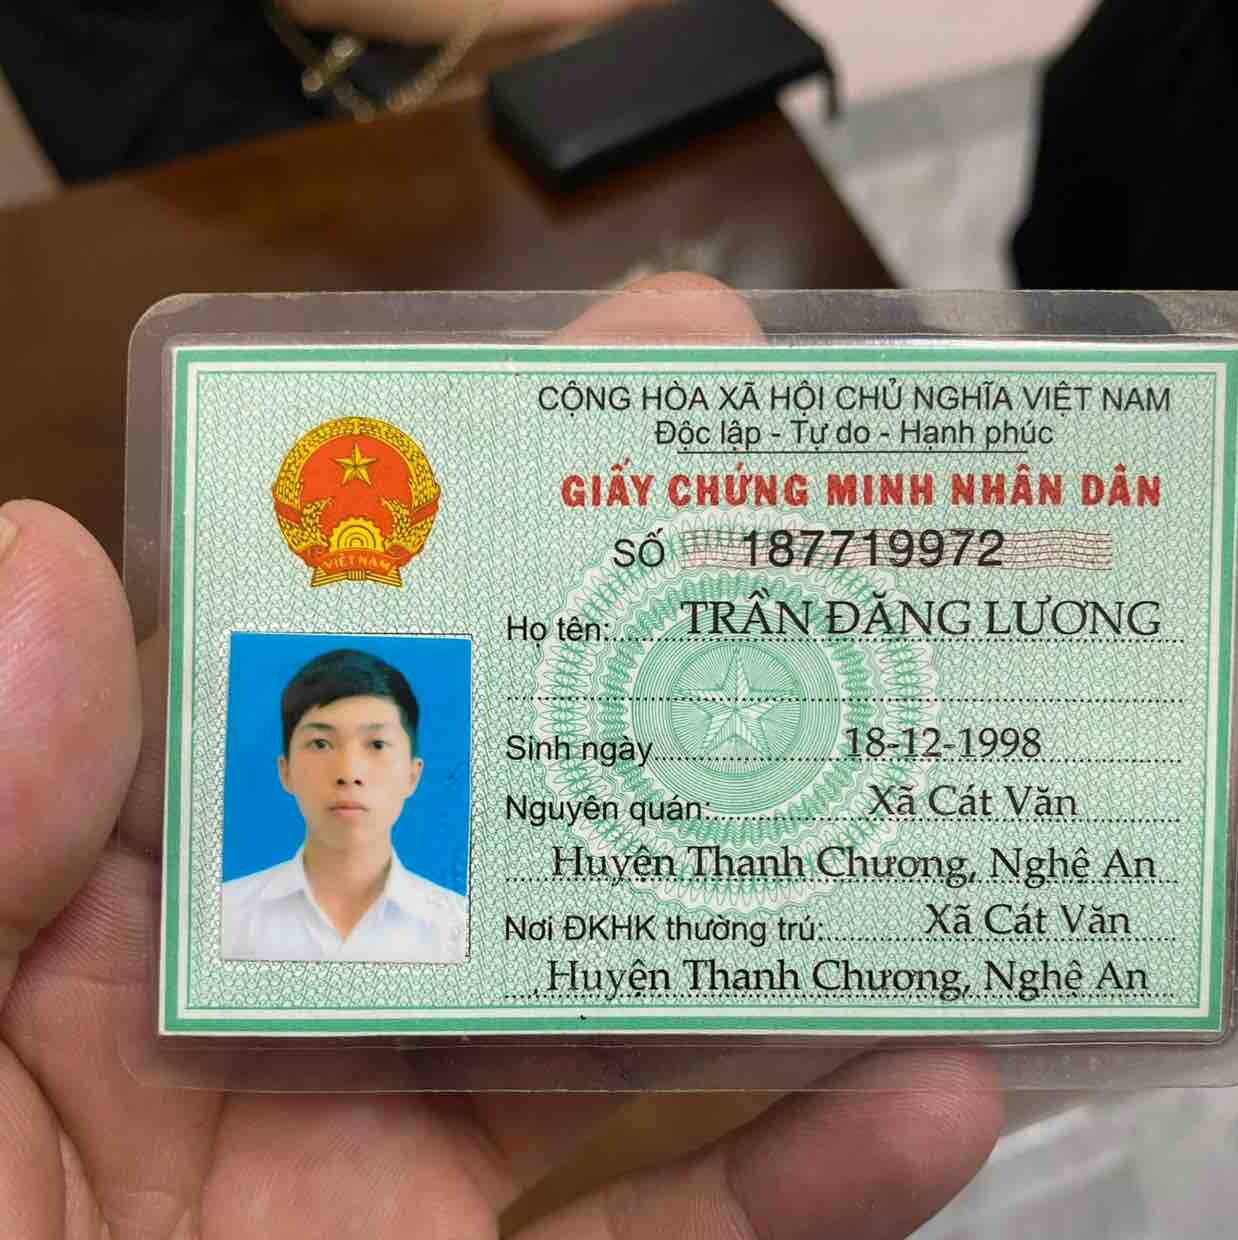 CỘNG HÒA XÃ HỘI CHỦ NGHĨA VIỆT NAM
Độc lập - Tự do - Hạnh phúc
GIẤY CHỨNG MINH NHÂN DÂN
SỐ 187719972
VIỆT NAM
Họ tên: TRẦN ĐĂNG LƯƠNG
Sinh ngày 18-12-1998
Nguyên quán: Xã Cát Văn
Huyện Thanh Chương, Nghệ An
Nơi ĐKHK thường trú: Xã Cát Văn
Huyện Thanh Chương, Nghệ An